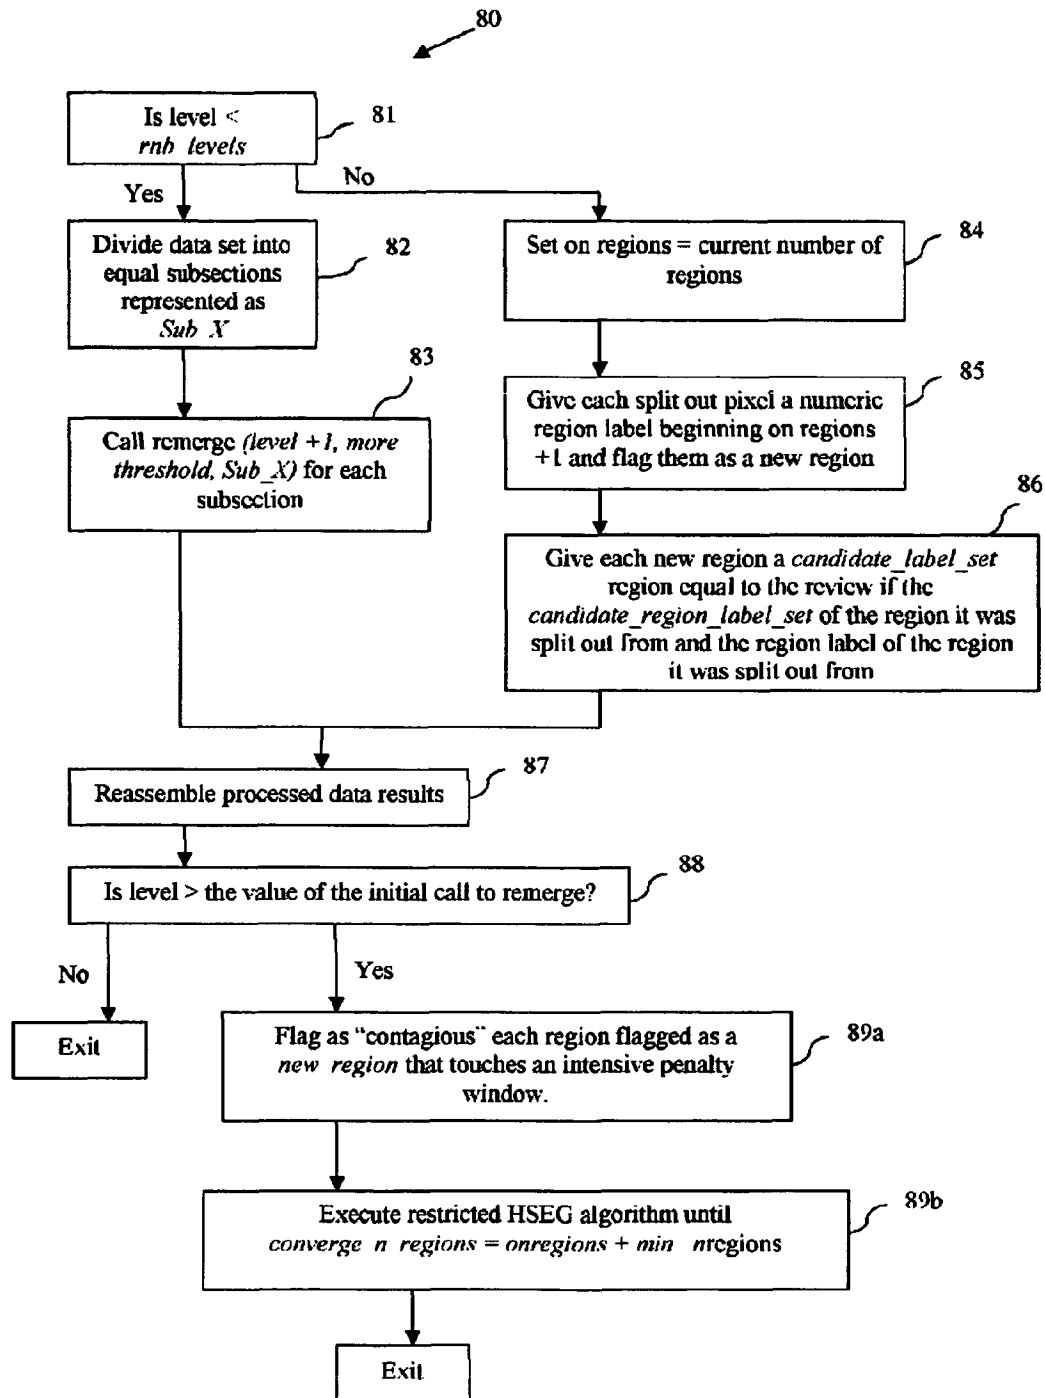 80
Is level <
rnb_levels
81
Yes
No
Divide data set into
equal subsections
represented as
Sub_X
82
Set on regions = current number of
regions
84
83
Call remerge (level +1, more
threshold, Sub_X) for each
subsection
85
Give each split out pixel a numeric
region label beginning on regions
+1 and flag them as a new region
86
Give each new region a candidate_label_set
region equal to the review if the
candidate_region_label_set of the region it was
split out from and the region label of the region
it was split out from
87
Reassemble processed data results
88
Is level > the value of the initial call to remerge?
No
Yes
Exit
Flag as “contagious” each region flagged as a
new region that touches an intensive penalty
window.
89a
Execute restricted HSEG algorithm until
converge n regions = onregions + min_nregions
89b
Exit